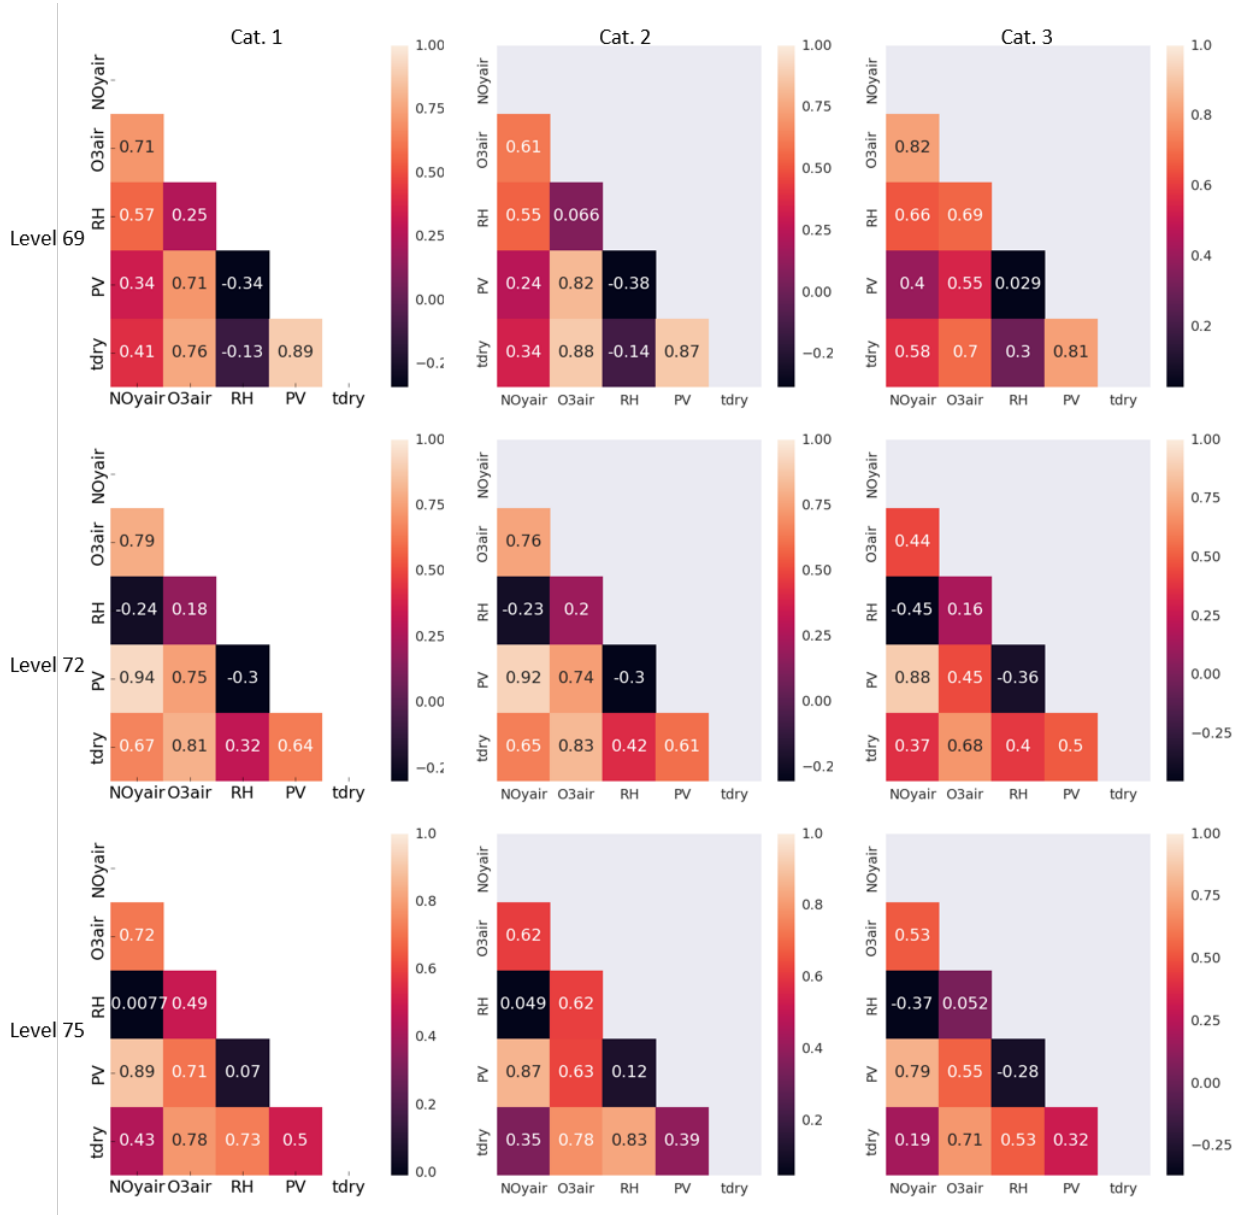 Cat. 1 Cat. 2 Cat. 3
Level 69
NOyair 1.00
O3air 0.71 0.75
RH 0.57 0.25 0.50
PV 0.34 0.71 -0.34 0.25
tdry 0.41 0.76 -0.13 0.89 0.00
−0.2
NOyair O3air RH PV tdry
NOyair 1.00
O3air 0.61 0.75
RH 0.55 0.066 0.50
PV 0.24 0.82 -0.38 0.25
tdry 0.34 0.88 -0.14 0.87 0.00
−0.2
NOyair O3air RH PV tdry
NOyair 1.0
O3air 0.82 0.8
RH 0.66 0.69 0.6
PV 0.4 0.55 0.029 0.4
tdry 0.58 0.7 0.3 0.81 0.2
NOyair O3air RH PV tdry
Level 72
NOyair 1.00
O3air 0.79 0.75
RH -0.24 0.18 0.50
PV 0.94 0.75 -0.3 0.25
tdry 0.67 0.81 0.32 0.64 0.00
−0.2
NOyair O3air RH PV tdry
NOyair 1.00
O3air 0.76 0.75
RH -0.23 0.2 0.50
PV 0.92 0.74 -0.3 0.25
tdry 0.65 0.83 0.42 0.61 0.00
−0.2
NOyair O3air RH PV tdry
NOyair 1.00
O3air 0.44 0.75
RH -0.45 0.16 0.50
PV 0.88 0.45 -0.36 0.25
tdry 0.37 0.68 0.4 0.5 0.00
−0.25
NOyair O3air RH PV tdry
Level 75
NOyair 1.0
O3air 0.72 0.8
RH 0.0077 0.49 0.6
PV 0.89 0.71 0.07 0.4
tdry 0.43 0.78 0.73 0.5 0.2
0.0
NOyair O3air RH PV tdry
NOyair 1.0
O3air 0.62 0.8
RH 0.049 0.62 0.6
PV 0.87 0.63 0.12 0.4
tdry 0.35 0.78 0.83 0.39 0.2
NOyair O3air RH PV tdry
NOyair 1.00
O3air 0.53 0.75
RH -0.37 0.052 0.50
PV 0.79 0.55 -0.28 0.25
tdry 0.19 0.71 0.53 0.32 0.00
−0.25
NOyair O3air RH PV tdry